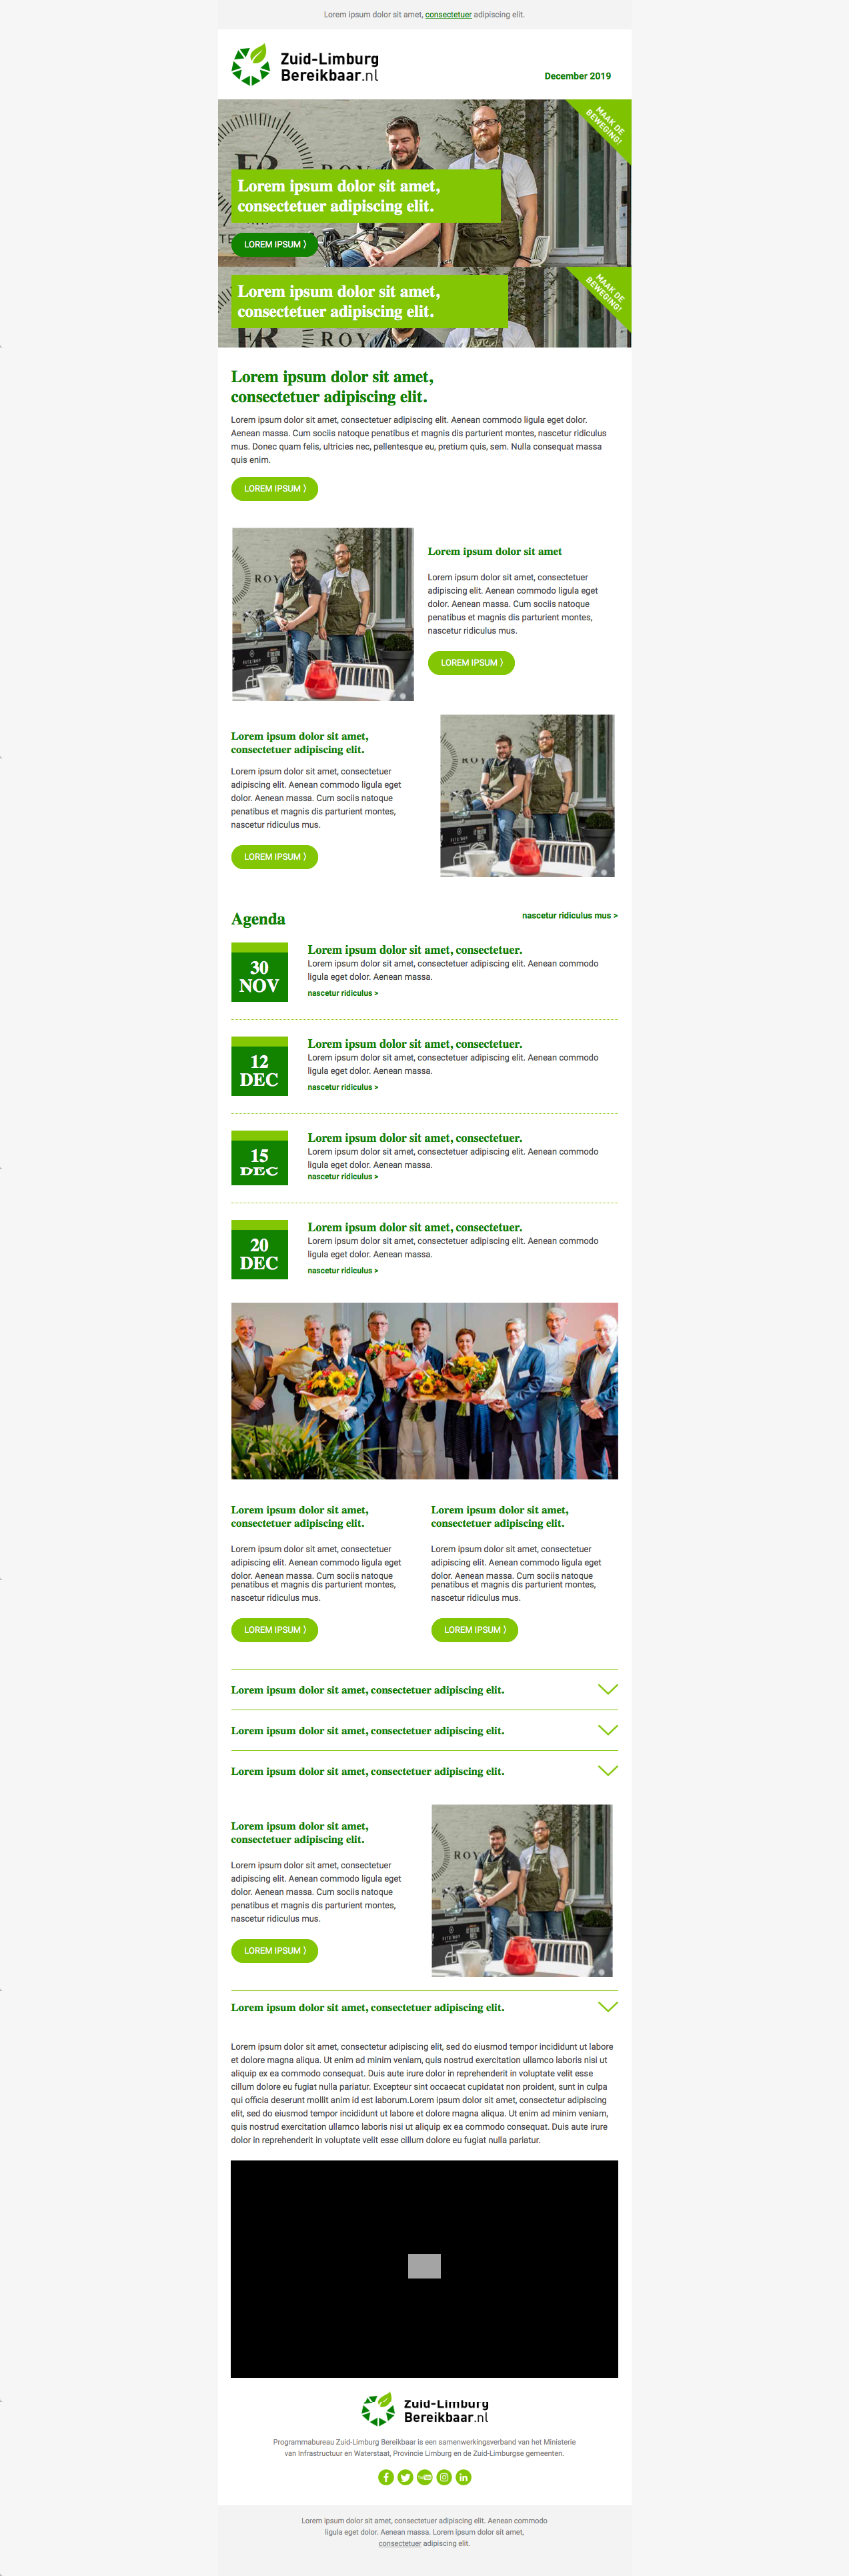 Lorem ipsum dolor sit amet, consectetuer adipiscing elit.
Zuid-Limburg
Bereikbaar.nl
December 2019
MAAK DE
BEWEGING!
ROY
Lorem ipsum dolor sit amet,
consectetuer adipiscing elit.
LOREM IPSUM ⟩
MAAK DE
BEWEGING!
Lorem ipsum dolor sit amet,
consectetuer adipiscing elit.
ROY
Lorem ipsum dolor sit amet,
consectetuer adipiscing elit.
Lorem ipsum dolor sit amet, consectetuer adipiscing elit. Aenean commodo ligula eget dolor.
Aenean massa. Cum sociis natoque penatibus et magnis dis parturient montes, nascetur ridiculus
mus. Donec quam felis, ultricies nec, pellentesque eu, pretium quis, sem. Nulla consequat massa
quis enim.
LOREM IPSUM ⟩
ROY
Lorem ipsum dolor sit amet
Lorem ipsum dolor sit amet, consectetuer
adipiscing elit. Aenean commodo ligula eget
dolor. Aenean massa. Cum sociis natoque
penatibus et magnis dis parturient montes,
nascetur ridiculus mus.
LOREM IPSUM ⟩
Lorem ipsum dolor sit amet,
consectetuer adipiscing elit.
Lorem ipsum dolor sit amet, consectetuer
adipiscing elit. Aenean commodo ligula eget
dolor. Aenean massa. Cum sociis natoque
penatibus et magnis dis parturient montes,
nascetur ridiculus mus.
LOREM IPSUM ⟩
ROY
Agenda
nascetur ridiculus mus >
30
NOV
Lorem ipsum dolor sit amet, consectetuer.
Lorem ipsum dolor sit amet, consectetuer adipiscing elit. Aenean commodo
ligula eget dolor. Aenean massa.
nascetur ridiculus >
12
DEC
Lorem ipsum dolor sit amet, consectetuer.
Lorem ipsum dolor sit amet, consectetuer adipiscing elit. Aenean commodo
ligula eget dolor. Aenean massa.
nascetur ridiculus >
15
DEC
Lorem ipsum dolor sit amet, consectetuer.
Lorem ipsum dolor sit amet, consectetuer adipiscing elit. Aenean commodo
ligula eget dolor. Aenean massa.
nascetur ridiculus >
20
DEC
Lorem ipsum dolor sit amet, consectetuer.
Lorem ipsum dolor sit amet, consectetuer adipiscing elit. Aenean commodo
ligula eget dolor. Aenean massa.
nascetur ridiculus >
Lorem ipsum dolor sit amet,
consectetuer adipiscing elit.
Lorem ipsum dolor sit amet, consectetuer
adipiscing elit. Aenean commodo ligula eget
dolor. Aenean massa. Cum sociis natoque
penatibus et magnis dis parturient montes,
nascetur ridiculus mus.
LOREM IPSUM ⟩
Lorem ipsum dolor sit amet,
consectetuer adipiscing elit.
Lorem ipsum dolor sit amet, consectetuer
adipiscing elit. Aenean commodo ligula eget
dolor. Aenean massa. Cum sociis natoque
penatibus et magnis dis parturient montes,
nascetur ridiculus mus.
LOREM IPSUM ⟩
Lorem ipsum dolor sit amet, consectetuer adipiscing elit.
Lorem ipsum dolor sit amet, consectetuer adipiscing elit.
Lorem ipsum dolor sit amet, consectetuer adipiscing elit.
Lorem ipsum dolor sit amet,
consectetuer adipiscing elit.
Lorem ipsum dolor sit amet, consectetuer
adipiscing elit. Aenean commodo ligula eget
dolor. Aenean massa. Cum sociis natoque
penatibus et magnis dis parturient montes,
nascetur ridiculus mus.
LOREM IPSUM ⟩
ROY
Lorem ipsum dolor sit amet, consectetuer adipiscing elit.
Lorem ipsum dolor sit amet, consectetur adipiscing elit, sed do eiusmod tempor incididunt ut labore
et dolore magna aliqua. Ut enim ad minim veniam, quis nostrud exercitation ullamco laboris nisi ut
aliquip ex ea commodo consequat. Duis aute irure dolor in reprehenderit in voluptate velit esse
cillum dolore eu fugiat nulla pariatur. Excepteur sint occaecat cupidatat non proident, sunt in culpa
qui officia deserunt mollit anim id est laborum.Lorem ipsum dolor sit amet, consectetur adipiscing
elit, sed do eiusmod tempor incididunt ut labore et dolore magna aliqua. Ut enim ad minim veniam,
quis nostrud exercitation ullamco laboris nisi ut aliquip ex ea commodo consequat. Duis aute irure
dolor in reprehenderit in voluptate velit esse cillum dolore eu fugiat nulla pariatur.
Zuid-Limburg
Bereikbaar.nl
Programmabureau Zuid-Limburg Bereikbaar is een samenwerkingsverband van het Ministerie
van Infrastructuur en Waterstaat, Provincie Limburg en de Zuid-Limburgse gemeenten.
Lorem ipsum dolor sit amet, consectetuer adipiscing elit. Aenean commodo
ligula eget dolor. Aenean massa. Lorem ipsum dolor sit amet,
consectetuer adipiscing elit.